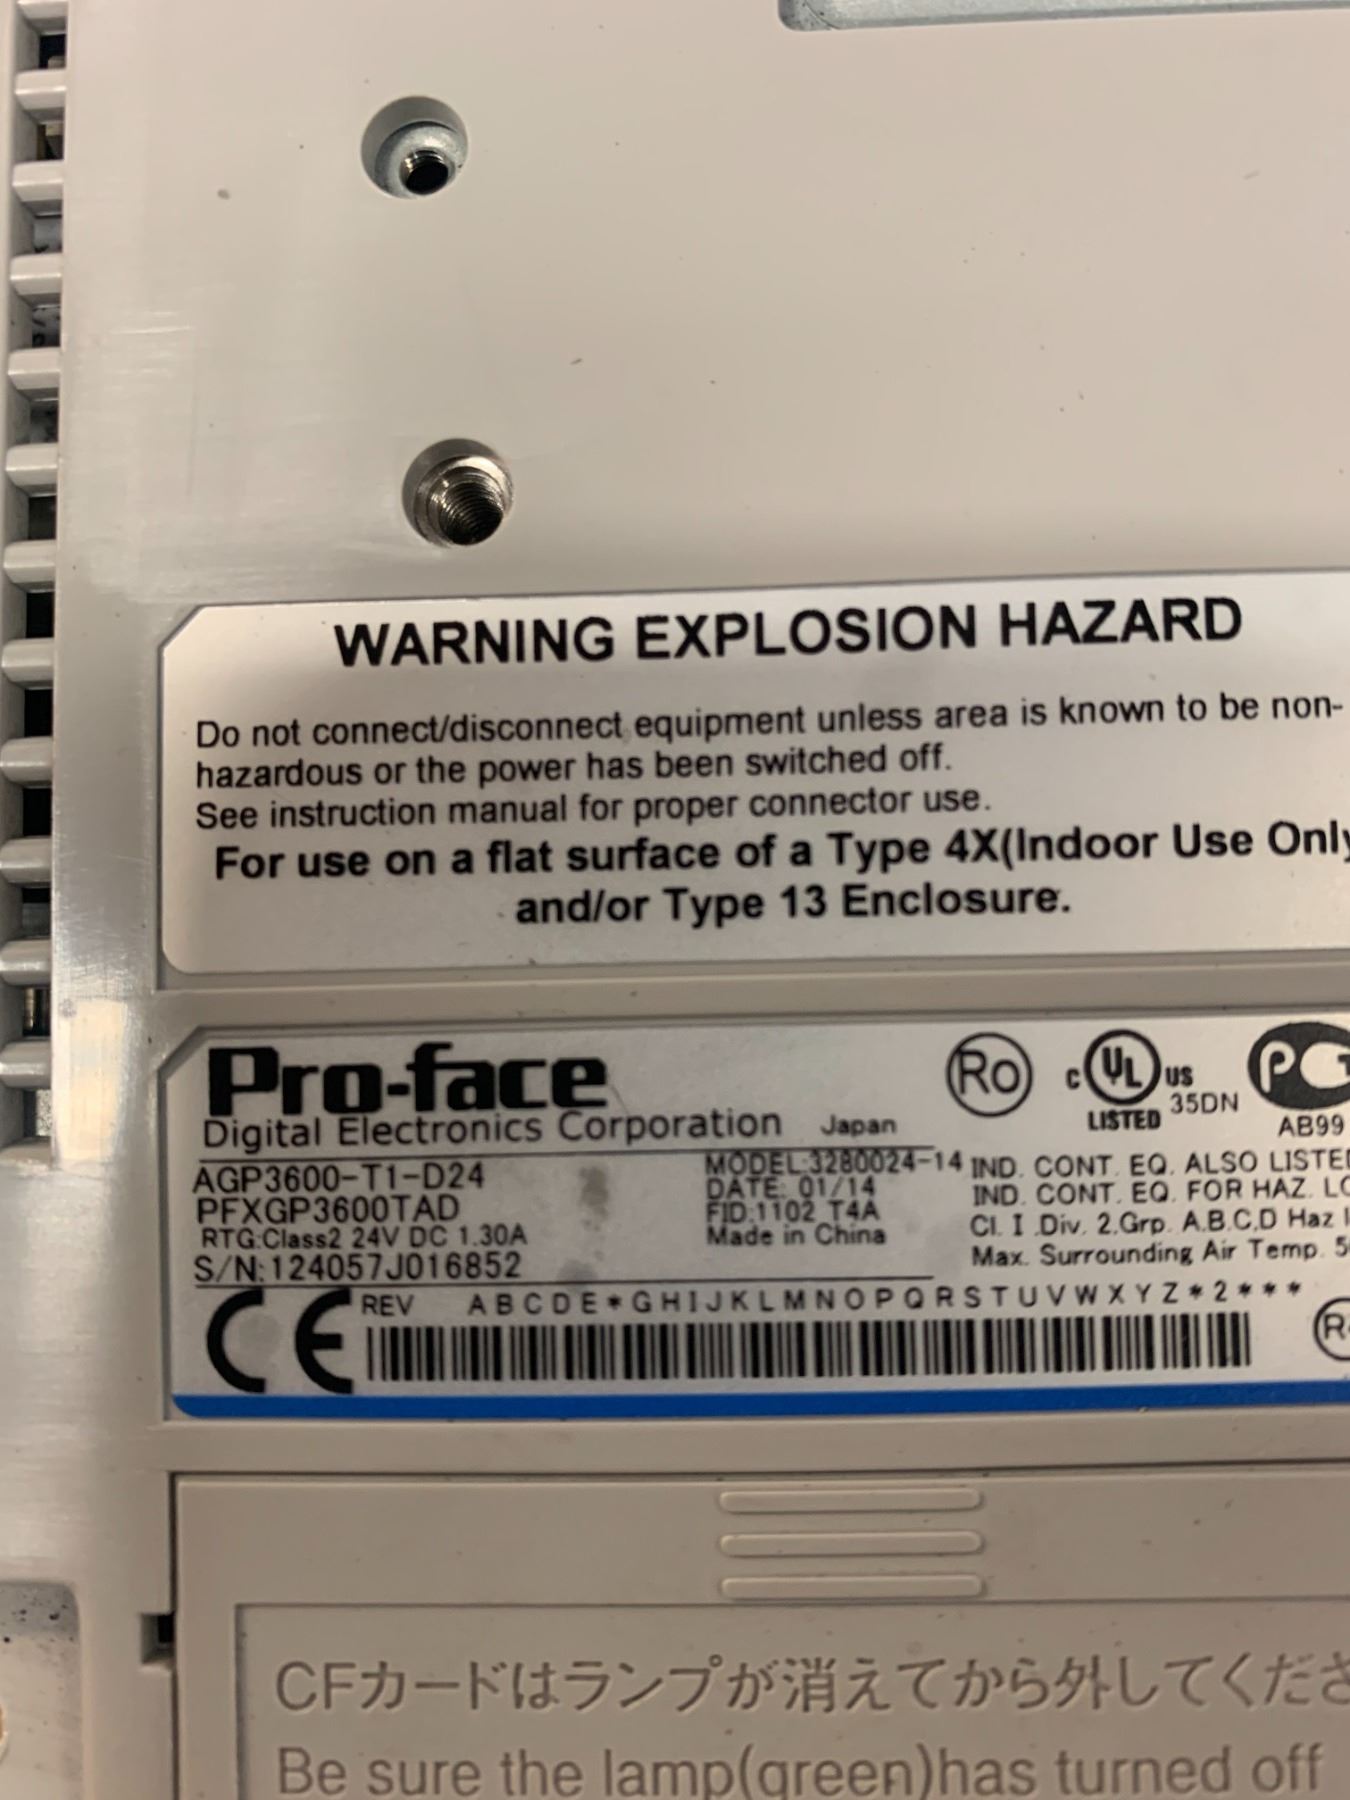 WARNING EXPLOSION HAZARD
Do not connect/disconnect equipment unless area is known to be non-
hazardous or the power has been switched off.
See instruction manual for proper connector use.
For use on a flat surface of a Type 4X(Indoor Use Only
and/or Type 13 Enclosure.
Pro-face
Digital Electronics Corporation Japan
Ro
c UL us
LISTED 35DN
AB99
AGP3600-T1-D24
PFXGP3600TAD
RTG:Class2 24V DC 1.30A
S/N:124057J016852
MODEL:3280024-14
DATE: 01/14
FID:1102 T4A
Made in China
IND. CONT. EQ. ALSO LISTED
IND. CONT. EQ. FOR HAZ. LO
Cl. I .Div. 2.Grp. A.B.C.D Haz
Max. Surrounding Air Temp. 5
CE
REV ABCDE*GHIJKLMNOPQRSTUVWXYZ*2***
CFカードはランプが消えてから外してくださ
Be sure the lamp(green)has turned off